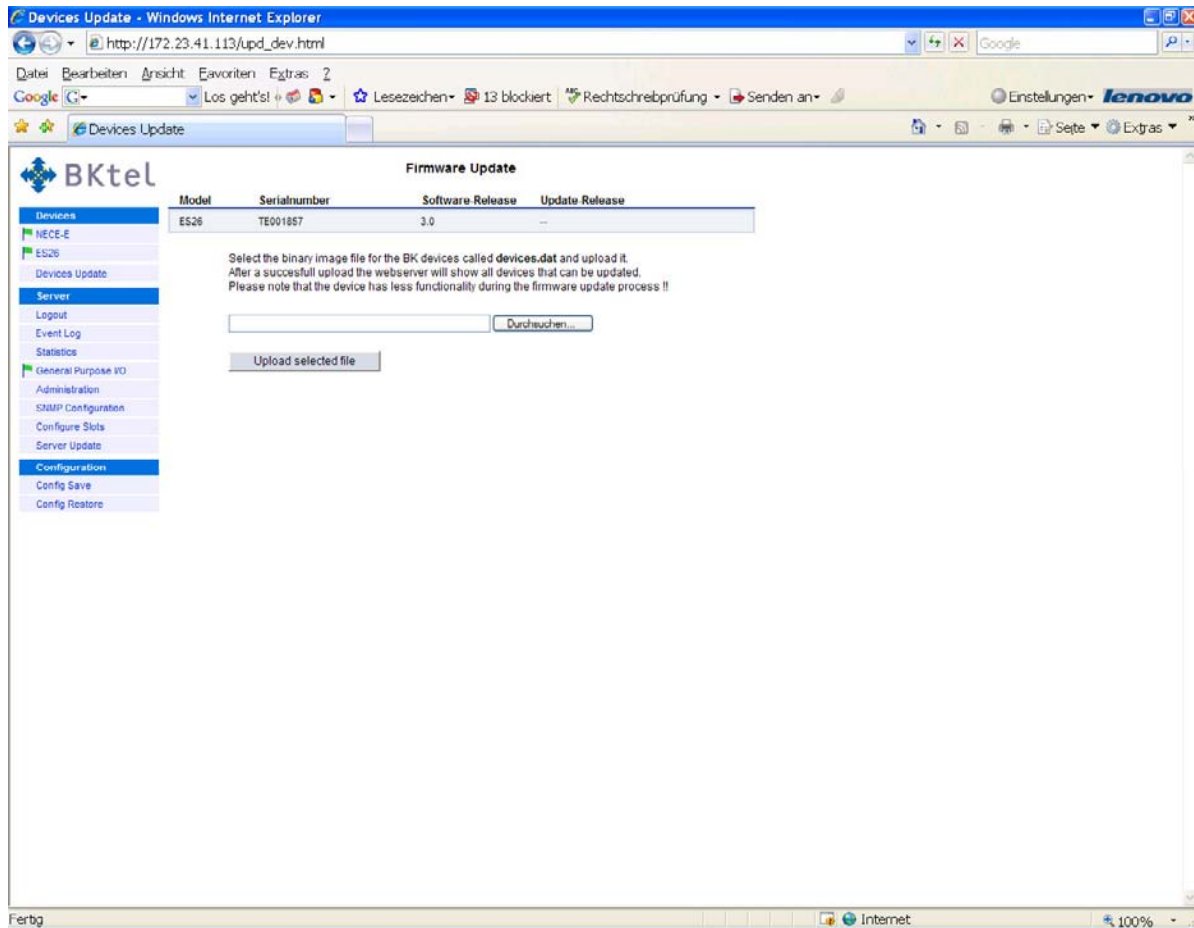 Devices Update - Windows Internet Explorer
http://172.23.41.113/upd_dev.html
Google
Datei Bearbeiten Ansicht Favoriten Extras ?
Google G Los geht's! Lesezeichen 13 blockiert Rechtschreibprüfung Senden an Einstellungen lenovo
Devices Update
Seite Extras
BKtel
Firmware Update
Model Serialnumber Software-Release Update-Release
ES26 TE001857 3.0 --
Devices
NECE-E
ES26
Devices Update
Server
Logout
Event Log
Statistics
General Purpose I/O
Administration
SNMP Configuration
Configure Slots
Server Update
Configuration
Config Save
Config Restore
Select the binary image file for the BK devices called devices.dat and upload it.
After a succesfull upload the webserver will show all devices that can be updated.
Please note that the device has less functionality during the firmware update process !!
Durchsuchen...
Upload selected file
Fertig
Internet
100%